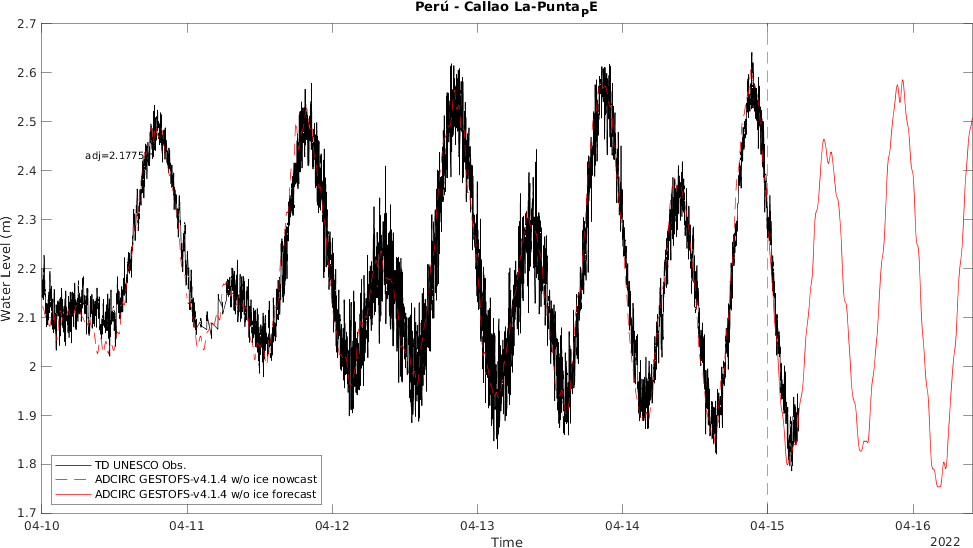 Perú - Callao La-Punta_PE
2.7
2.6
2.5
2.4
2.3
2.2
2.1
2
1.9
1.8
1.7
Water Level (m)
adj=2.1775
TD UNESCO Obs.
ADCIRC GESTOFS-v4.1.4 w/o ice nowcast
ADCIRC GESTOFS-v4.1.4 w/o ice forecast
04-10
04-11
04-12
04-13
04-14
04-15
04-16
Time
2022